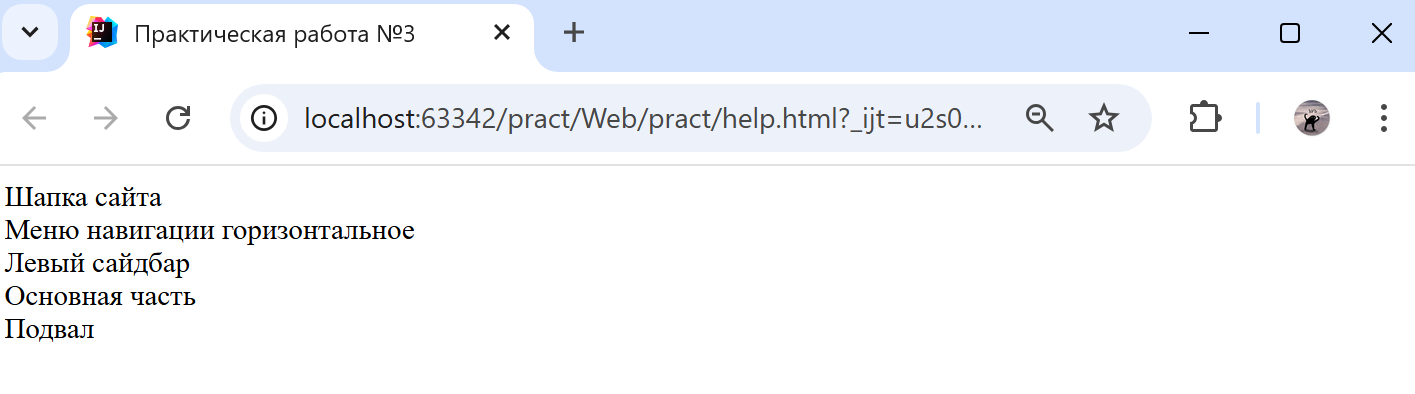 Практическая работа №3
localhost:63342/pract/Web/pract/help.html?_ijt=u2s0...
Шапка сайта
Меню навигации горизонтальное
Левый сайдбар
Основная часть
Подвал